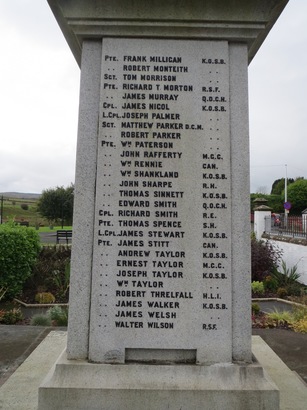 PTE. FRANK MILLIGAN K.O.S.B.
.. ROBERT MONTEITH ..
SGT. TOM MORRISON ..
PTE. RICHARD T MORTON R.S.F.
.. JAMES MURRAY Q.O.C.H.
CPL. JAMES NICOL K.O.S.B.
L.CPL. JOSEPH PALMER ..
SGT. MATTHEW PARKER D.C.M. ..
.. ROBERT PARKER ..
PTE. WM PATERSON ..
.. JOHN RAFFERTY M.G.C.
.. WM RENNIE CAN.
.. WM SHANKLAND K.O.S.B.
.. JOHN SHARPE R.H.
.. THOMAS SINNETT K.O.S.B.
.. EDWARD SMITH Q.O.C.H.
CPL. RICHARD SMITH R.E.
PTE. THOMAS SPENCE S.H.
L.CPL. JAMES STEWART K.O.S.B.
PTE. JAMES STITT CAN.
.. ANDREW TAYLOR K.O.S.B.
.. ERNEST TAYLOR M.G.C.
.. JOSEPH TAYLOR K.O.S.B.
.. WM TAYLOR ..
.. ROBERT THRELFALL H.L.I.
.. JAMES WALKER K.O.S.B.
.. JAMES WELSH ..
.. WALTER WILSON R.S.F.